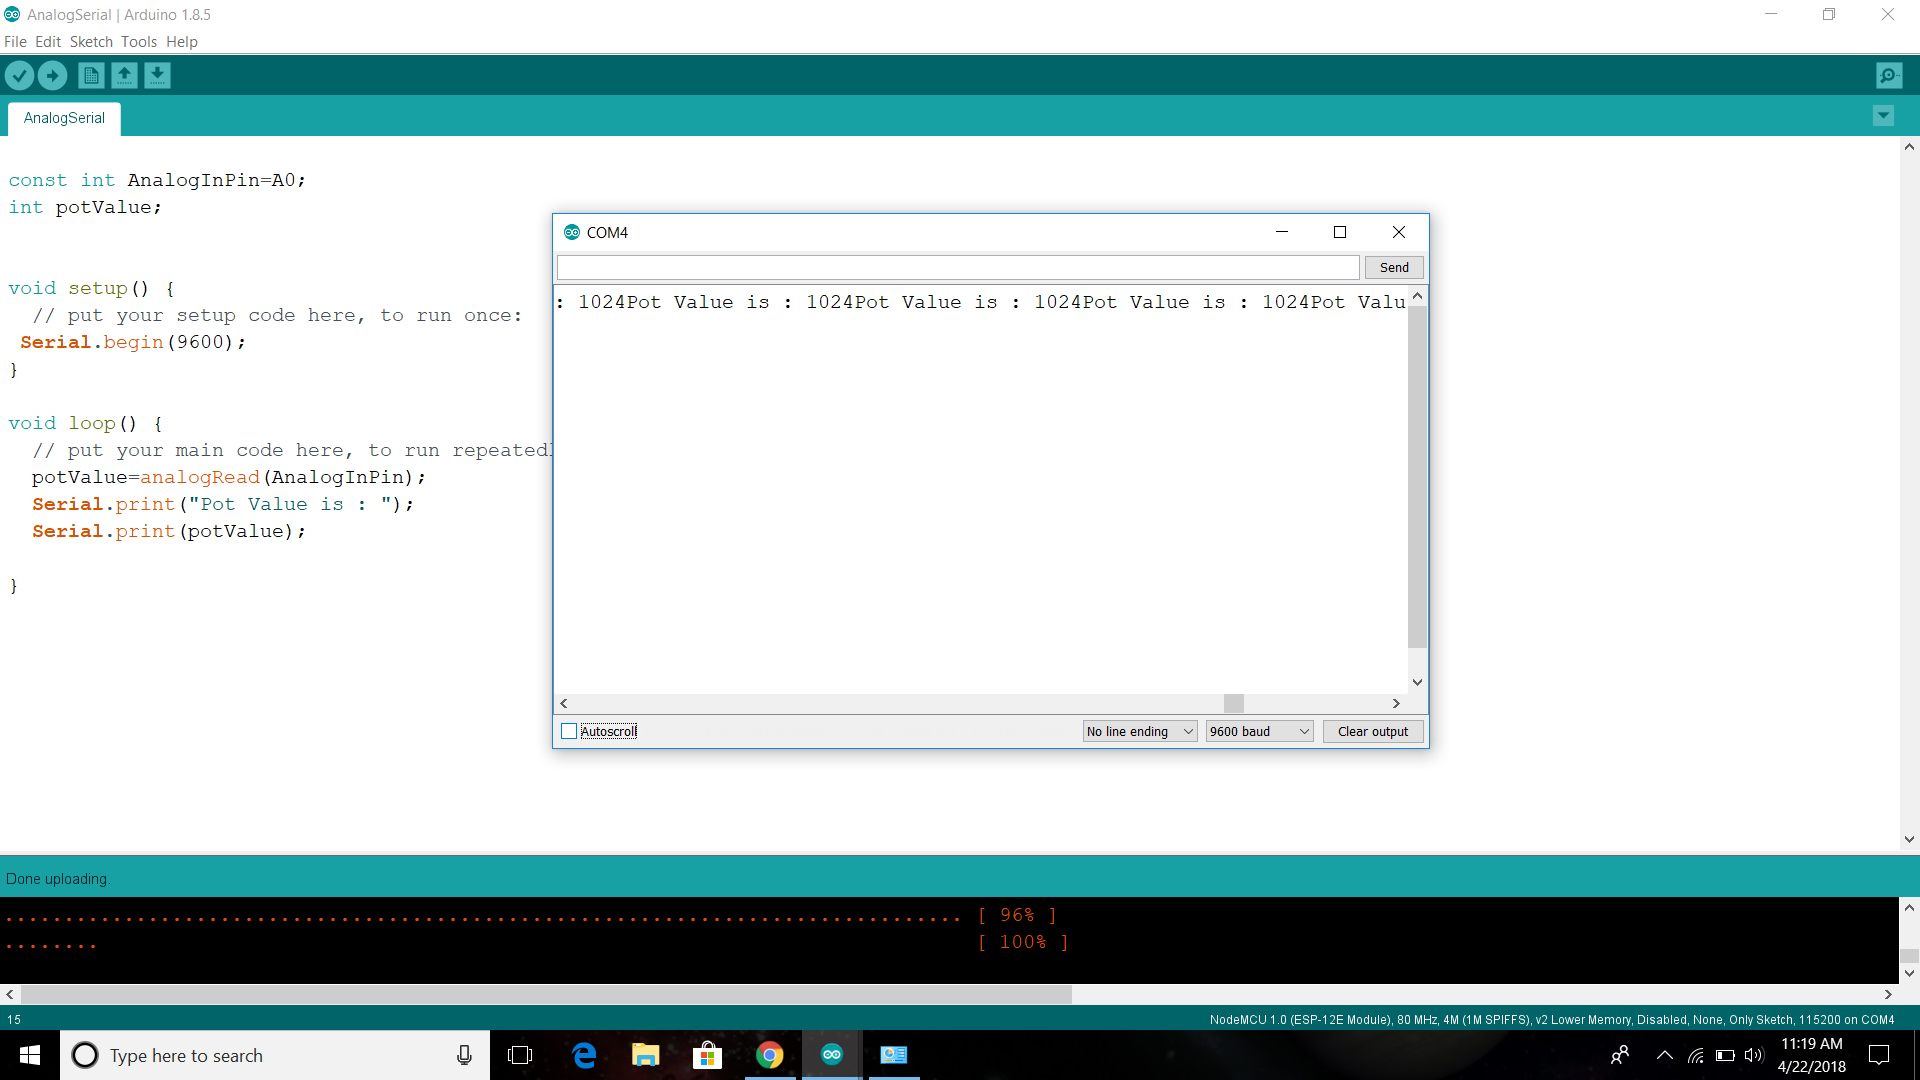 AnalogSerial | Arduino 1.8.5
File Edit Sketch Tools Help
AnalogSerial
const int AnalogInPin=A0;
int potValue;
void setup() {
// put your setup code here, to run once:
Serial.begin(9600);
}
void loop() {
// put your main code here, to run repeatedl
potValue=analogRead(AnalogInPin);
Serial.print("Pot Value is : ");
Serial.print(potValue);
}
COM4
Send
: 1024Pot Value is : 1024Pot Value is : 1024Pot Value is : 1024Pot Valu
Autoscroll
No line ending
9600 baud
Clear output
Done uploading.
................................................................................ [ 96% ]
........ [ 100% ]
15
NodeMCU 1.0 (ESP-12E Module), 80 MHz, 4M (1M SPIFFS), v2 Lower Memory, Disabled, None, Only Sketch, 115200 on COM4
Type here to search
11:19 AM
4/22/2018